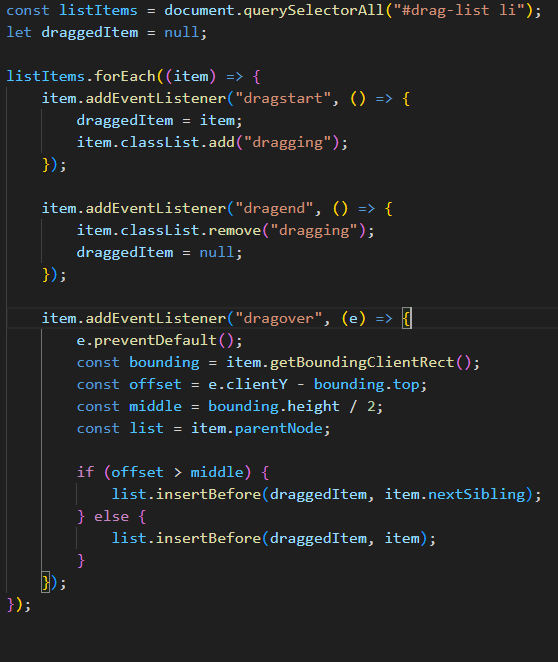 const listItems = document.querySelectorAll("#drag-list li");
let draggedItem = null;

listItems.forEach((item) => {
    item.addEventListener("dragstart", () => {
        draggedItem = item;
        item.classList.add("dragging");
    });

    item.addEventListener("dragend", () => {
        item.classList.remove("dragging");
        draggedItem = null;
    });

    item.addEventListener("dragover", (e) => {
        e.preventDefault();
        const bounding = item.getBoundingClientRect();
        const offset = e.clientY - bounding.top;
        const middle = bounding.height / 2;
        const list = item.parentNode;

        if (offset > middle) {
            list.insertBefore(draggedItem, item.nextSibling);
        } else {
            list.insertBefore(draggedItem, item);
        }
    });
});